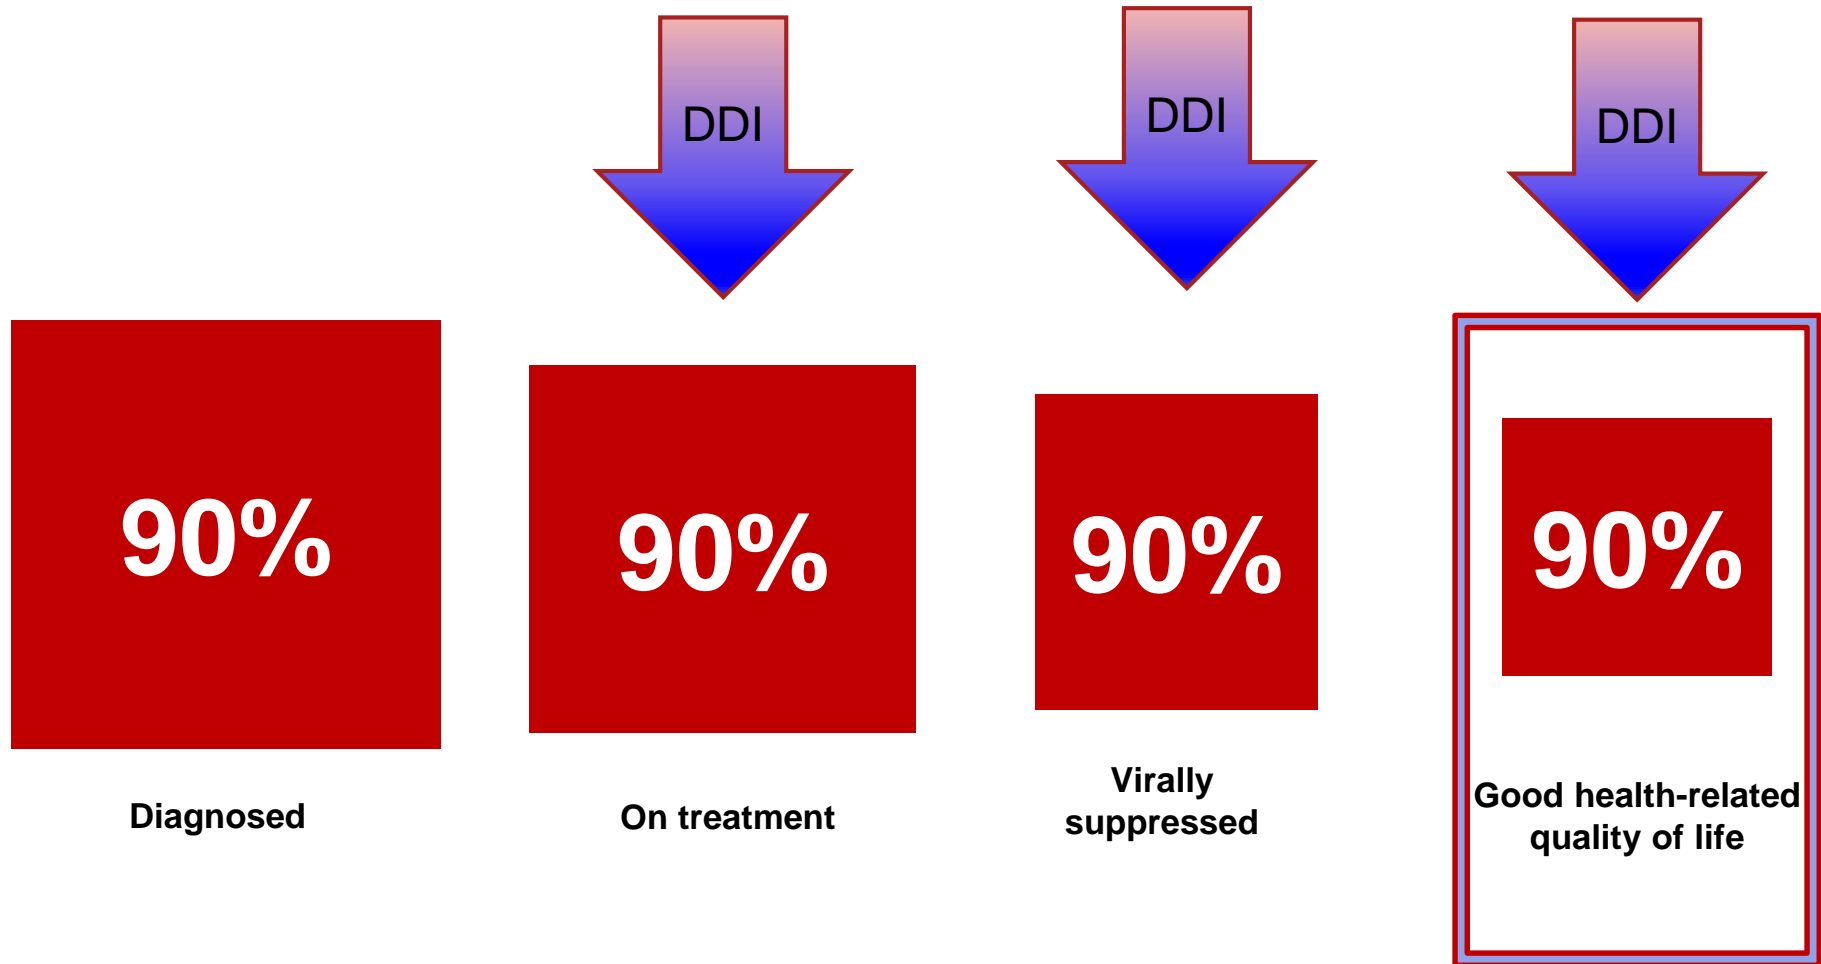 DDI
DDI
DDI
90%
90%
90%
90%
Diagnosed
On treatment
Virally
suppressed
Good health-related
quality of life